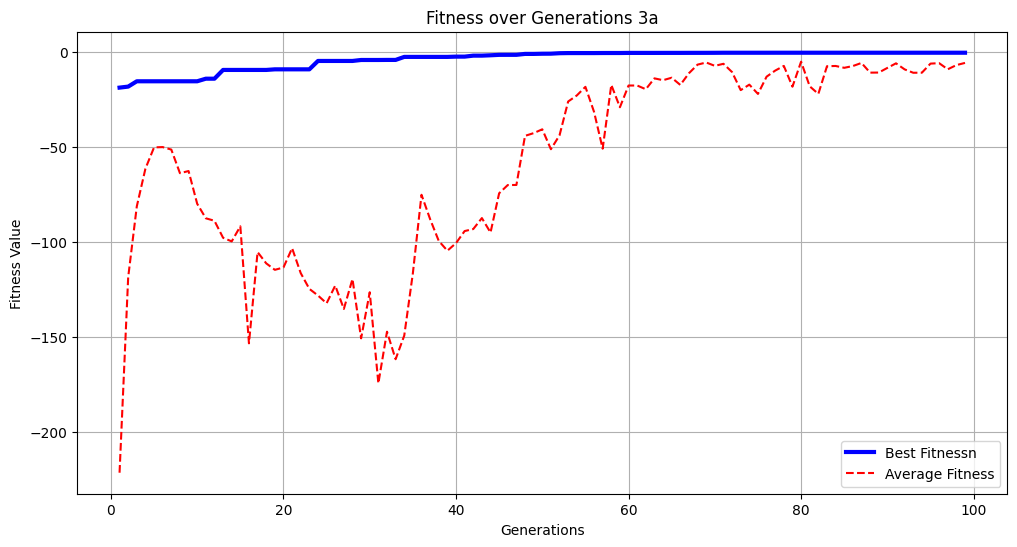 Fitness over Generations 3a
Fitness Value
0
−50
−100
−150
−200
0
20
40
60
80
100
Generations
Best Fitnessn
Average Fitness